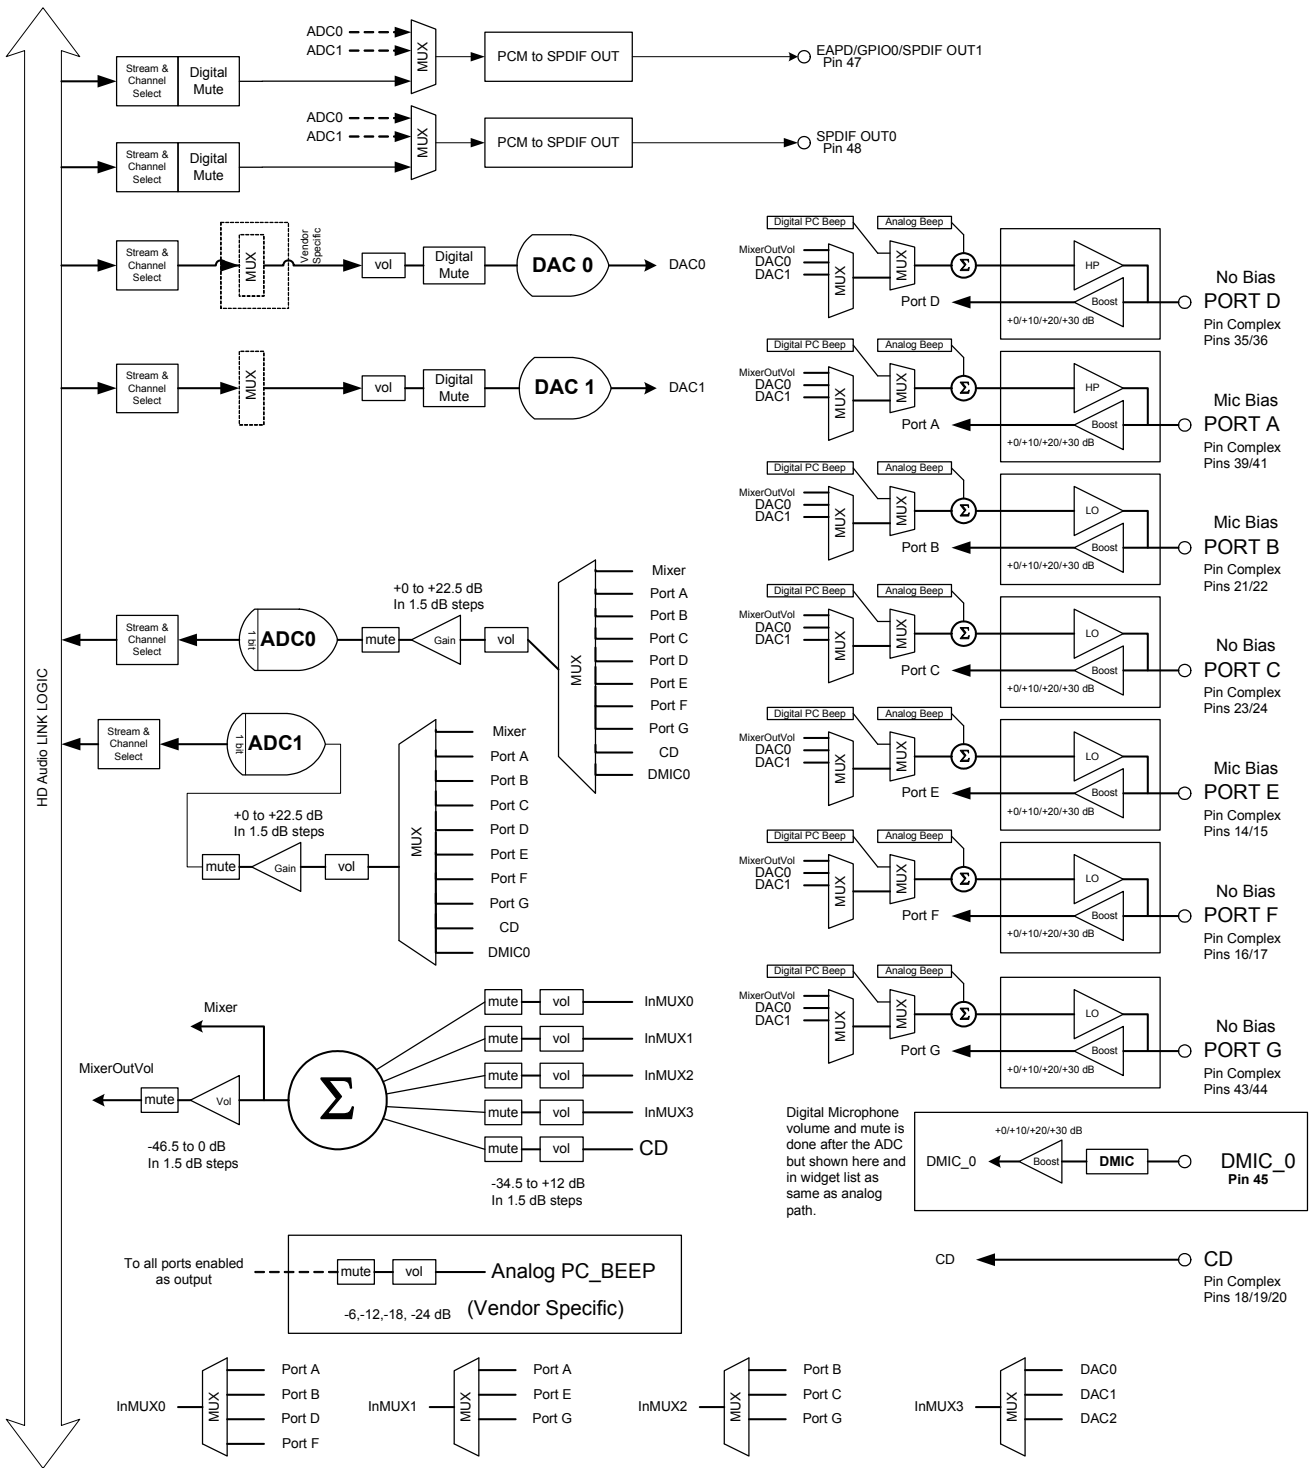 HD Audio LINK LOGIC
ADC0
ADC1
MUX
Stream &
Channel
Select
Digital
Mute
PCM to SPDIF OUT
EAPD/GPIO0/SPDIF OUT1
Pin 47
ADC0
ADC1
MUX
Stream &
Channel
Select
Digital
Mute
PCM to SPDIF OUT
SPDIF OUT0
Pin 48
Stream &
Channel
Select
MUX
Vendor
Specific
vol
Digital
Mute
DAC 0
DAC0
Stream &
Channel
Select
MUX
vol
Digital
Mute
DAC 1
DAC1
Stream &
Channel
Select
1 bit
ADC0
mute
Gain
+0 to +22.5 dB
In 1.5 dB steps
vol
MUX
Mixer
Port A
Port B
Port C
Port D
Port E
Port F
Port G
CD
DMIC0
Stream &
Channel
Select
1 bit
ADC1
+0 to +22.5 dB
In 1.5 dB steps
mute
Gain
vol
MUX
Mixer
Port A
Port B
Port C
Port D
Port E
Port F
Port G
CD
DMIC0
Mixer
MixerOutVol
mute
Vol
-46.5 to 0 dB
In 1.5 dB steps
Σ
mute
vol
InMUX0
mute
vol
InMUX1
mute
vol
InMUX2
mute
vol
InMUX3
mute
vol
CD
-34.5 to +12 dB
In 1.5 dB steps
To all ports enabled
as output
mute
vol
Analog PC_BEEP
-6,-12,-18, -24 dB
(Vendor Specific)
InMUX0
MUX
Port A
Port B
Port D
Port F
InMUX1
MUX
Port A
Port E
Port G
InMUX2
MUX
Port B
Port C
Port G
InMUX3
MUX
DAC0
DAC1
DAC2
Digital PC Beep
Analog Beep
MixerOutVol
DAC0
DAC1
MUX
MUX
Σ
HP
Port D
Boost
+0/+10/+20/+30 dB
No Bias
PORT D
Pin Complex
Pins 35/36
Digital PC Beep
Analog Beep
MixerOutVol
DAC0
DAC1
MUX
MUX
Σ
HP
Port A
Boost
+0/+10/+20/+30 dB
Mic Bias
PORT A
Pin Complex
Pins 39/41
Digital PC Beep
Analog Beep
MixerOutVol
DAC0
DAC1
MUX
MUX
Σ
LO
Port B
Boost
+0/+10/+20/+30 dB
Mic Bias
PORT B
Pin Complex
Pins 21/22
Digital PC Beep
Analog Beep
MixerOutVol
DAC0
DAC1
MUX
MUX
Σ
LO
Port C
Boost
+0/+10/+20/+30 dB
No Bias
PORT C
Pin Complex
Pins 23/24
Digital PC Beep
Analog Beep
MixerOutVol
DAC0
DAC1
MUX
MUX
Σ
LO
Port E
Boost
+0/+10/+20/+30 dB
Mic Bias
PORT E
Pin Complex
Pins 14/15
Digital PC Beep
Analog Beep
MixerOutVol
DAC0
DAC1
MUX
MUX
Σ
LO
Port F
Boost
+0/+10/+20/+30 dB
No Bias
PORT F
Pin Complex
Pins 16/17
Digital PC Beep
Analog Beep
MixerOutVol
DAC0
DAC1
MUX
MUX
Σ
LO
Port G
Boost
+0/+10/+20/+30 dB
No Bias
PORT G
Pin Complex
Pins 43/44
Digital Microphone
volume and mute is
done after the ADC
but shown here and
in widget list as
same as analog
path.
+0/+10/+20/+30 dB
DMIC_0
Boost
DMIC
DMIC_0
Pin 45
CD
CD
Pin Complex
Pins 18/19/20